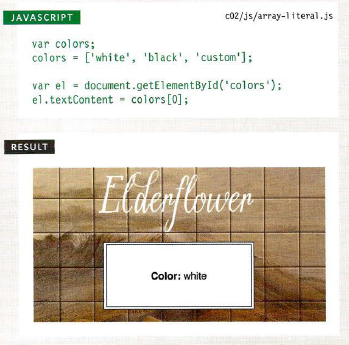 JAVASCRIPT
c02/js/array-literal.js
var colors;
colors = ['white', 'black', 'custom'];
var el = document.getElementById('colors');
el.textContent = colors[0];
RESULT
Elderflower
Color: white